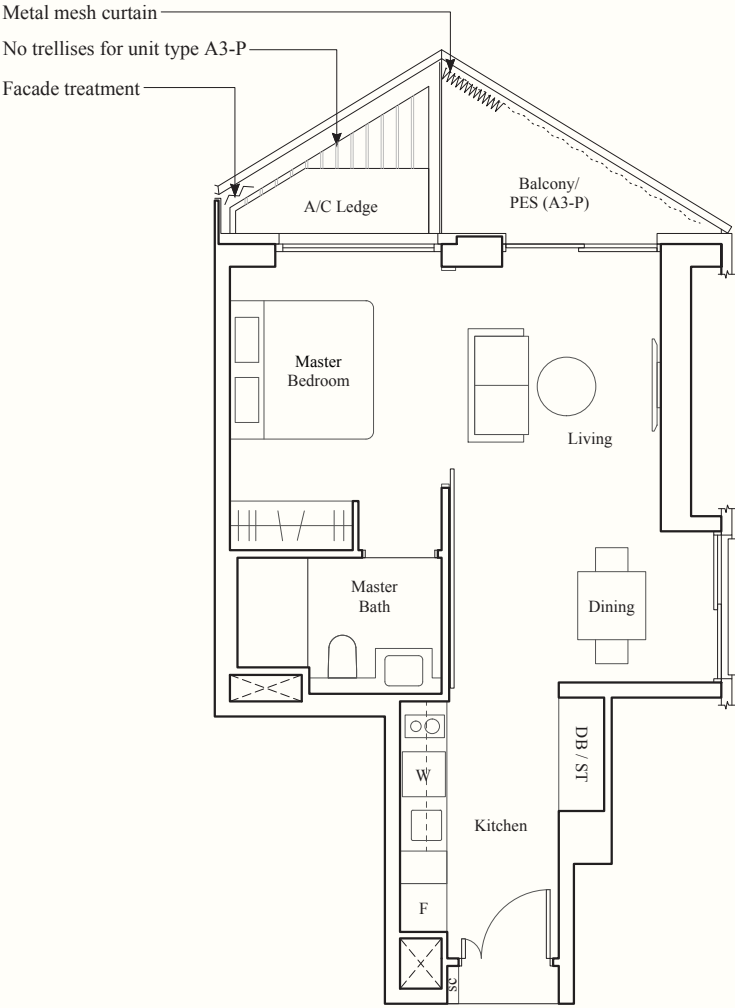 Metal mesh curtain
No trellises for unit type A3-P
Facade treatment
Balcony/
PES (A3-P)
A/C Ledge
Master
Bedroom
Living
Master
Bath
Dining
DB / ST
W
Kitchen
F
sc